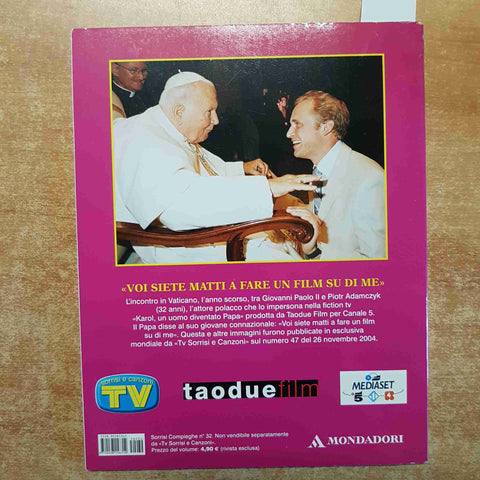 «VOI SIETE MATTI A FARE UN FILM SU DI ME»
L'incontro in Vaticano, l'anno scorso, tra Giovanni Paolo II e Piotr Adamczyk
(32 anni), l'attore polacco che lo impersona nella fiction tv
«Karol, un uomo diventato Papa» prodotta da Taodue Film per Canale 5.
Il Papa disse al suo giovane connazionale: «Voi siete matti a fare un film
su di me». Questa e altre immagini furono pubblicate in esclusiva
mondiale da «Tv Sorrisi e Canzoni» sul numero 47 del 26 novembre 2004.
sorrisi e canzoni
TV
taoduefilm
MEDIASET
5
Sorrisi Compieghe n° 32. Non vendibile separatamente
da «Tv Sorrisi e Canzoni».
Prezzo del volume: 4,90 € (rivista esclusa)
MONDADORI